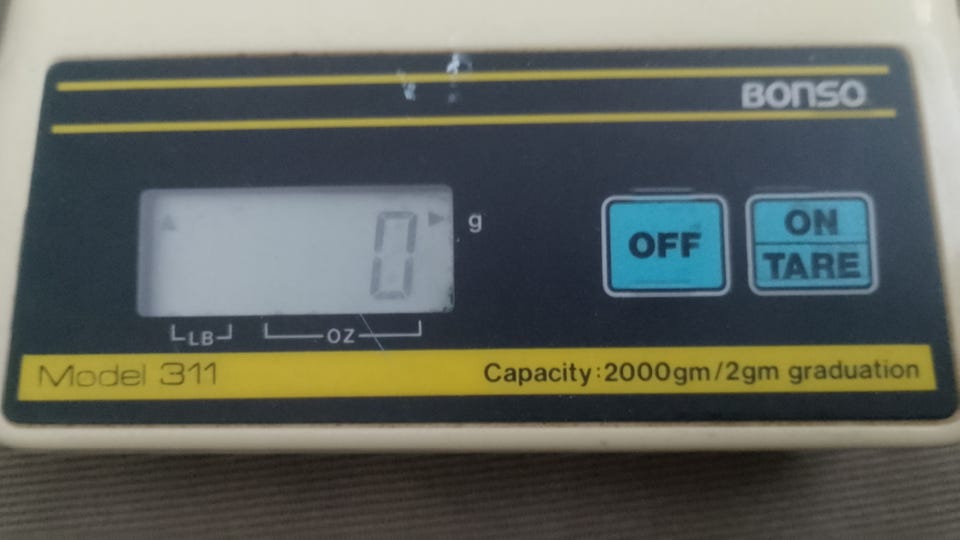 BONSO
0 g
OFF
ON
TARE
LB OZ
Model 311
Capacity:2000gm/2gm graduation